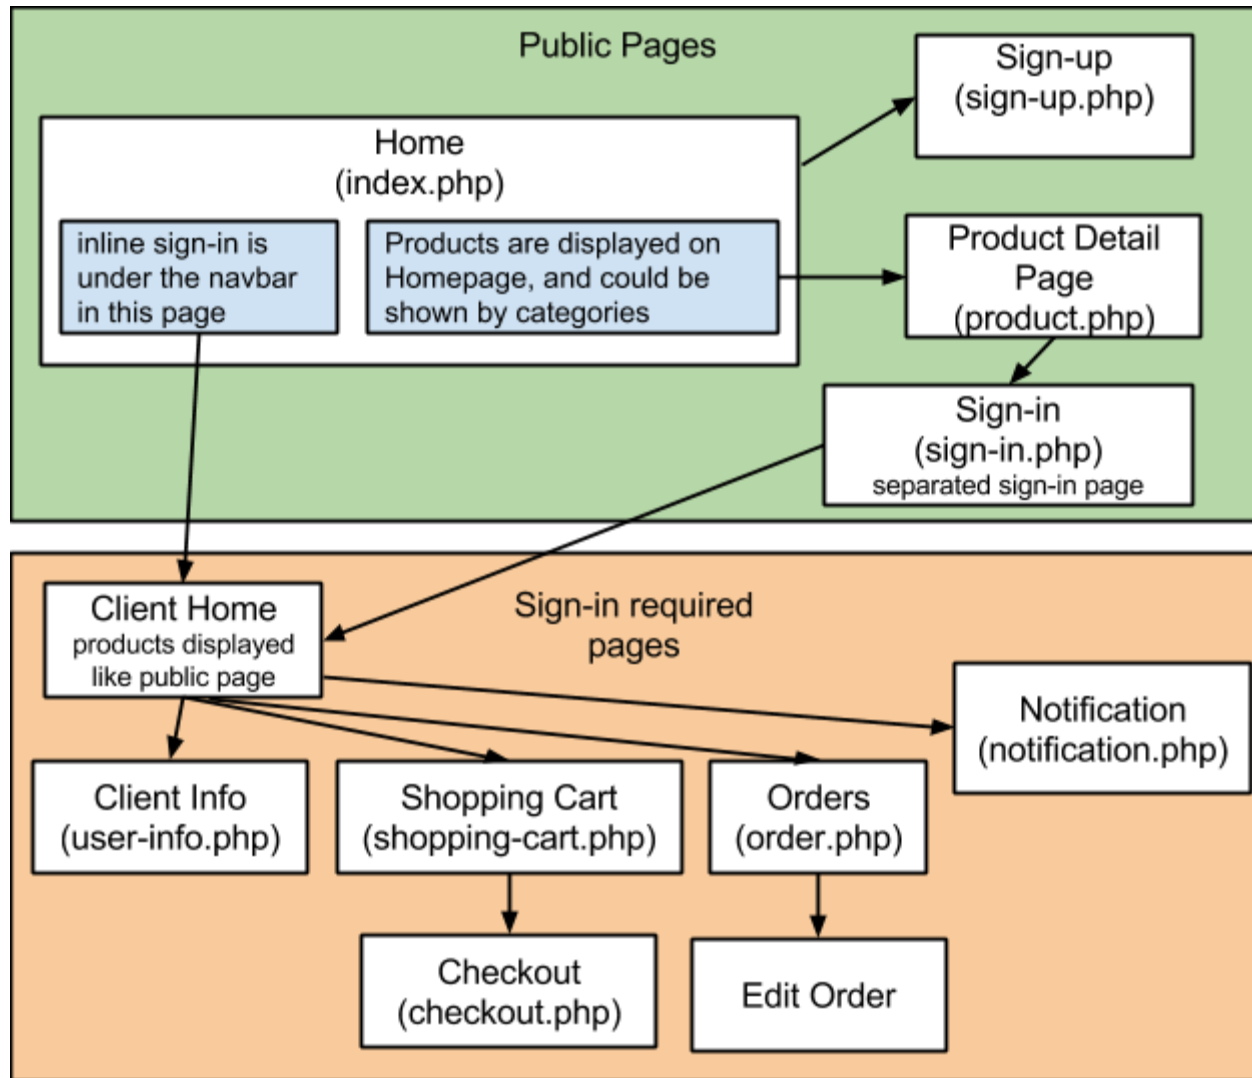 Public Pages
Sign-up
(sign-up.php)
Home
(index.php)
inline sign-in is
under the navbar
in this page
Products are displayed on
Homepage, and could be
shown by categories
Product Detail
Page
(product.php)
Sign-in
(sign-in.php)
separated sign-in page
Client Home
products displayed
like public page
Sign-in required
pages
Notification
(notification.php)
Client Info
(user-info.php)
Shopping Cart
(shopping-cart.php)
Orders
(order.php)
Checkout
(checkout.php)
Edit Order